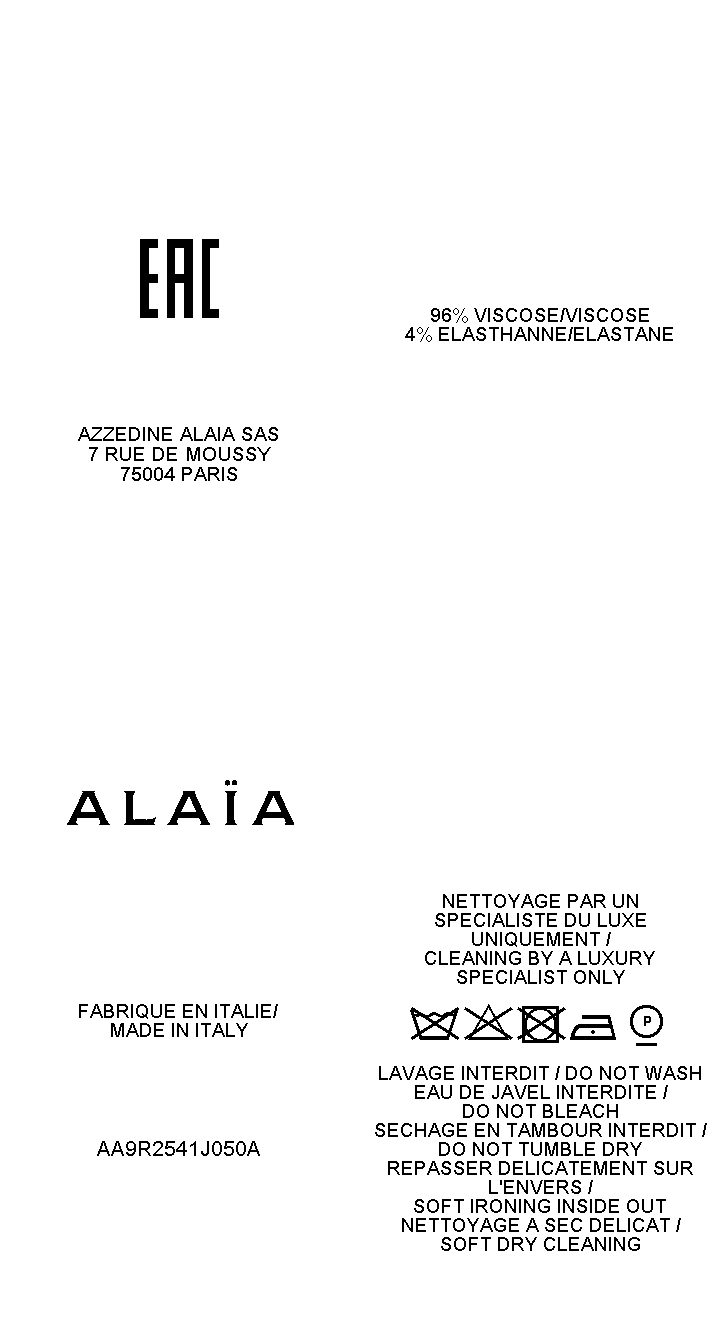 EAC
96% VISCOSE/VISCOSE
4% ELASTHANNE/ELASTANE
AZZEDINE ALAIA SAS
7 RUE DE MOUSSY
75004 PARIS
ALAÏA
FABRIQUE EN ITALIE/
MADE IN ITALY
AA9R2541J050A
NETTOYAGE PAR UN
SPECIALISTE DU LUXE
UNIQUEMENT /
CLEANING BY A LUXURY
SPECIALIST ONLY
P
LAVAGE INTERDIT / DO NOT WASH
EAU DE JAVEL INTERDITE /
DO NOT BLEACH
SECHAGE EN TAMBOUR INTERDIT /
DO NOT TUMBLE DRY
REPASSER DELICATEMENT SUR
L'ENVERS /
SOFT IRONING INSIDE OUT
NETTOYAGE A SEC DELICAT /
SOFT DRY CLEANING